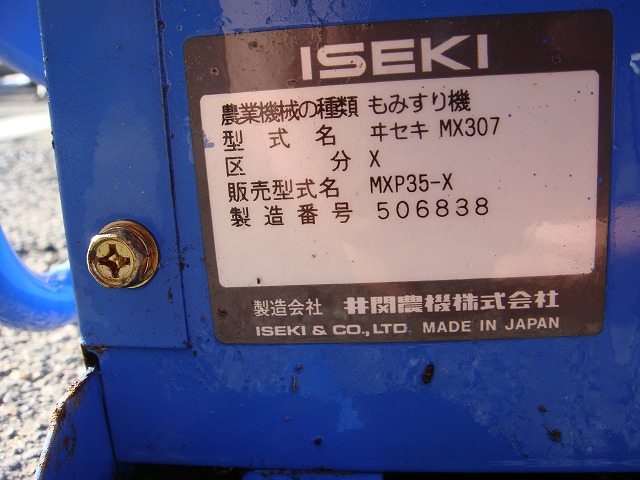 ISEKI
農業機械の種類 もみすり機
型式名 ヰセキ MX307
区分 X
販売型式名 MXP35-X
製造番号 506838
製造会社 井関農機株式会社
ISEKI & CO.,LTD. MADE IN JAPAN